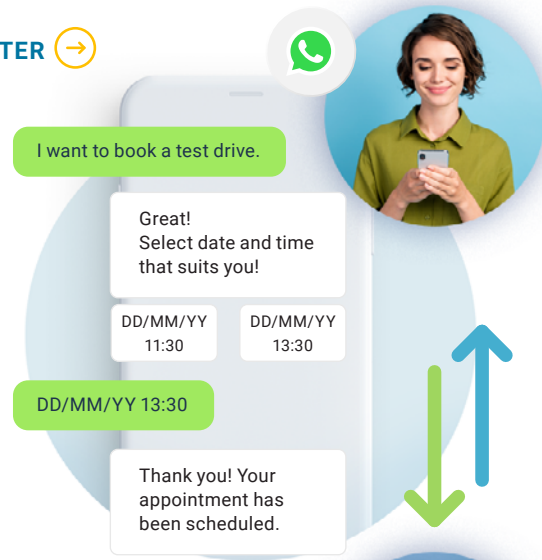 TER
I want to book a test drive.
Great!
Select date and time
that suits you!
DD/MM/YY
11:30
DD/MM/YY
13:30
DD/MM/YY 13:30
Thank you! Your
appointment has
been scheduled.